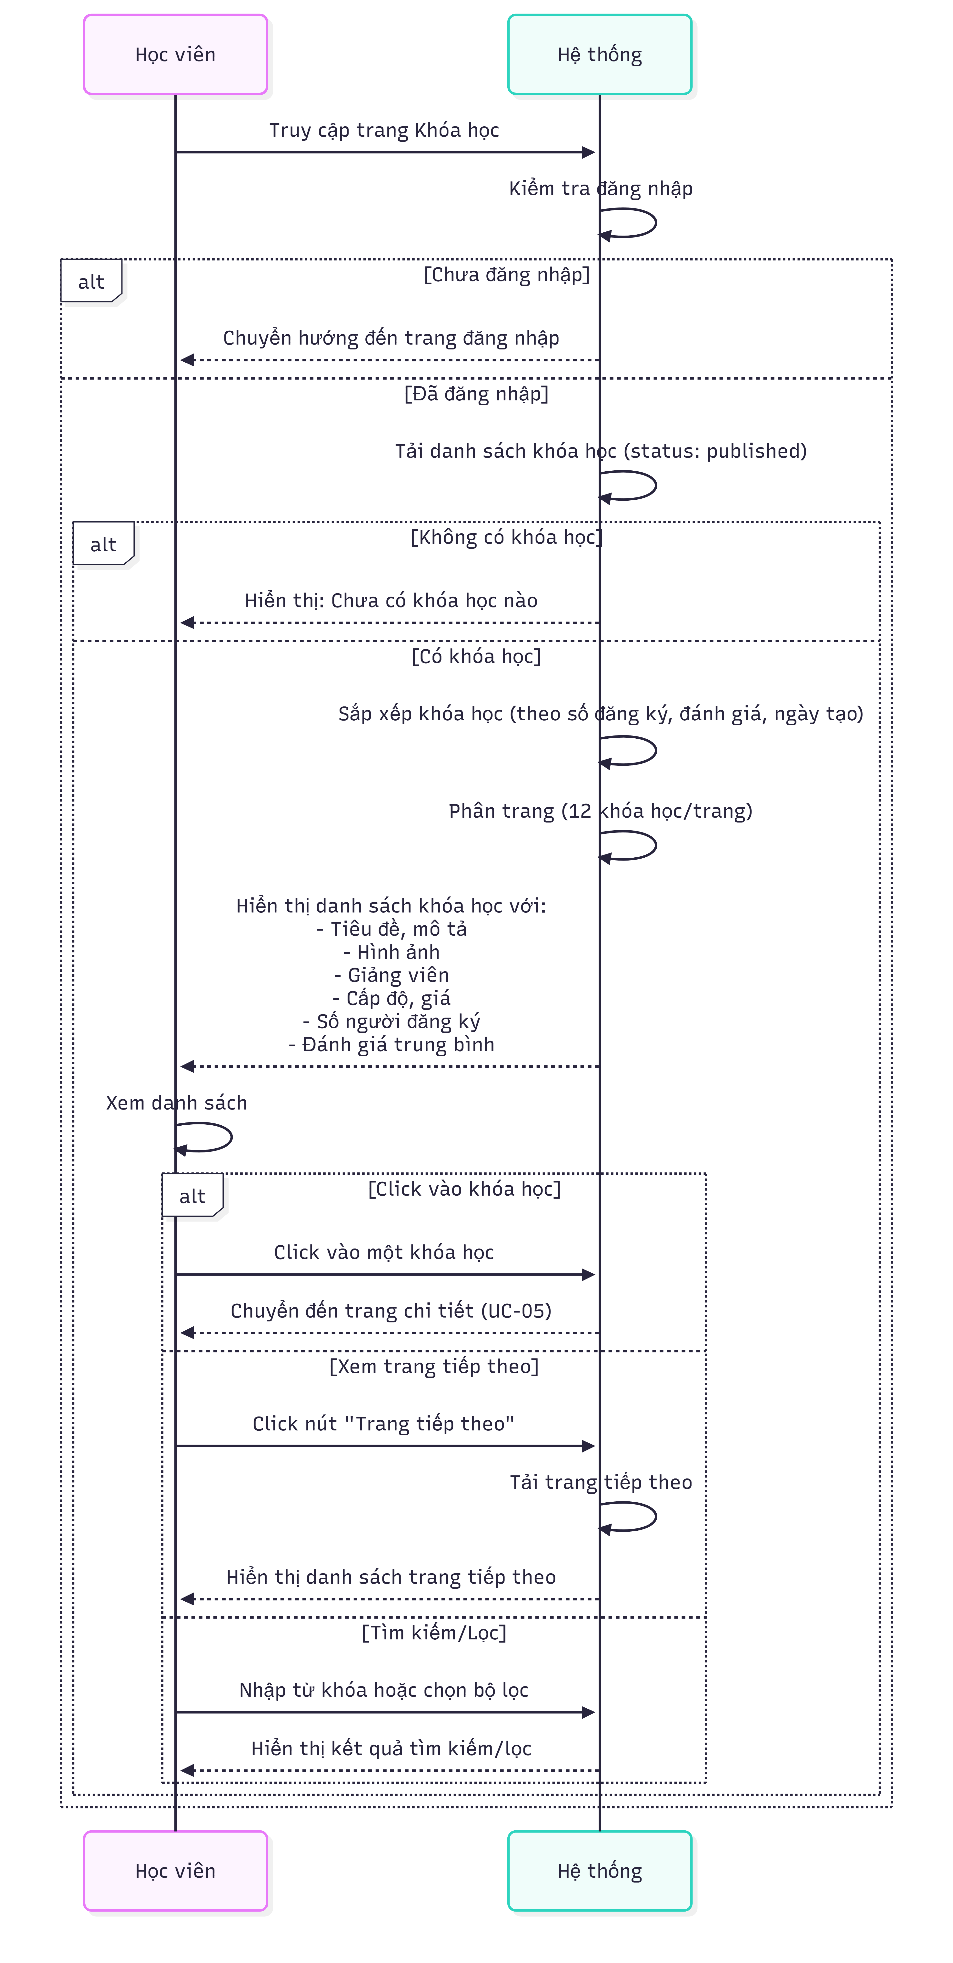 Học viên
Hệ thống
Truy cập trang Khóa học
Kiểm tra đăng nhập
alt
[Chưa đăng nhập]
Chuyển hướng đến trang đăng nhập
[Đã đăng nhập]
Tải danh sách khóa học (status: published)
alt
[Không có khóa học]
Hiển thị: Chưa có khóa học nào
[Có khóa học]
Sắp xếp khóa học (theo số đăng ký, đánh giá, ngày tạo)
Phân trang (12 khóa học/trang)
Hiển thị danh sách khóa học với:
- Tiêu đề, mô tả
- Hình ảnh
- Giảng viên
- Cấp độ, giá
- Số người đăng ký
- Đánh giá trung bình
Xem danh sách
alt
[Click vào khóa học]
Click vào một khóa học
Chuyển đến trang chi tiết (UC-05)
[Xem trang tiếp theo]
Click nút "Trang tiếp theo"
Tải trang tiếp theo
Hiển thị danh sách trang tiếp theo
[Tìm kiếm/Lọc]
Nhập từ khóa hoặc chọn bộ lọc
Hiển thị kết quả tìm kiếm/lọc
Học viên
Hệ thống